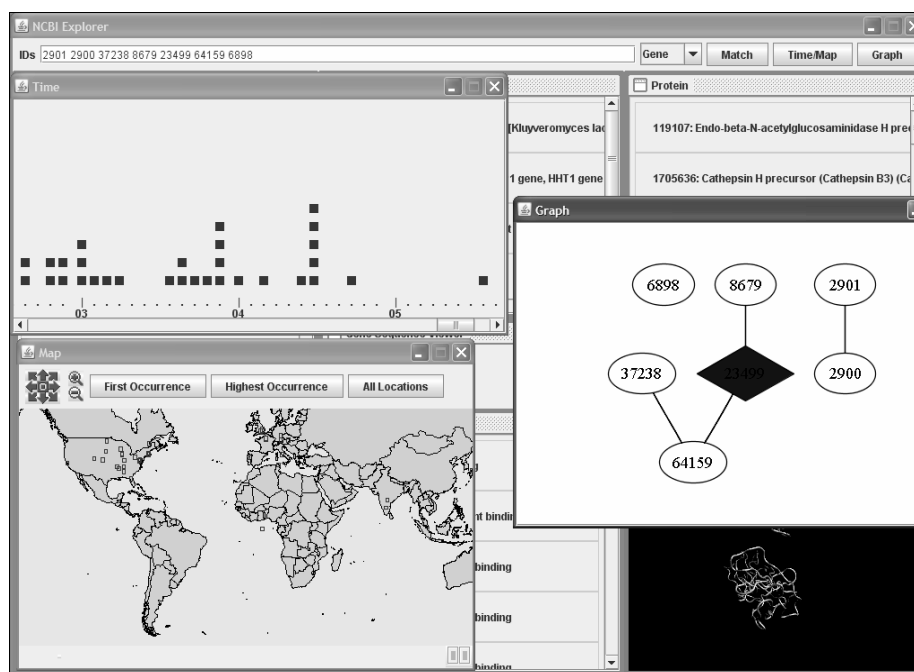 NCBI Explorer
IDs 2901 2900 37238 8679 23499 64159 6898
Gene Match Time/Map Graph
Time
03 04 05
[Kluyveromyces lac
1 gene, HHT1 gene
Protein
119107: Endo-beta-N-acetylglucosaminidase H pre
1705636: Cathepsin H precursor (Cathepsin B3) (Ca
Graph
6898 8679 2901
37238 23499 2900
64159
Map
First Occurrence Highest Occurrence All Locations
nt bindin
binding
binding